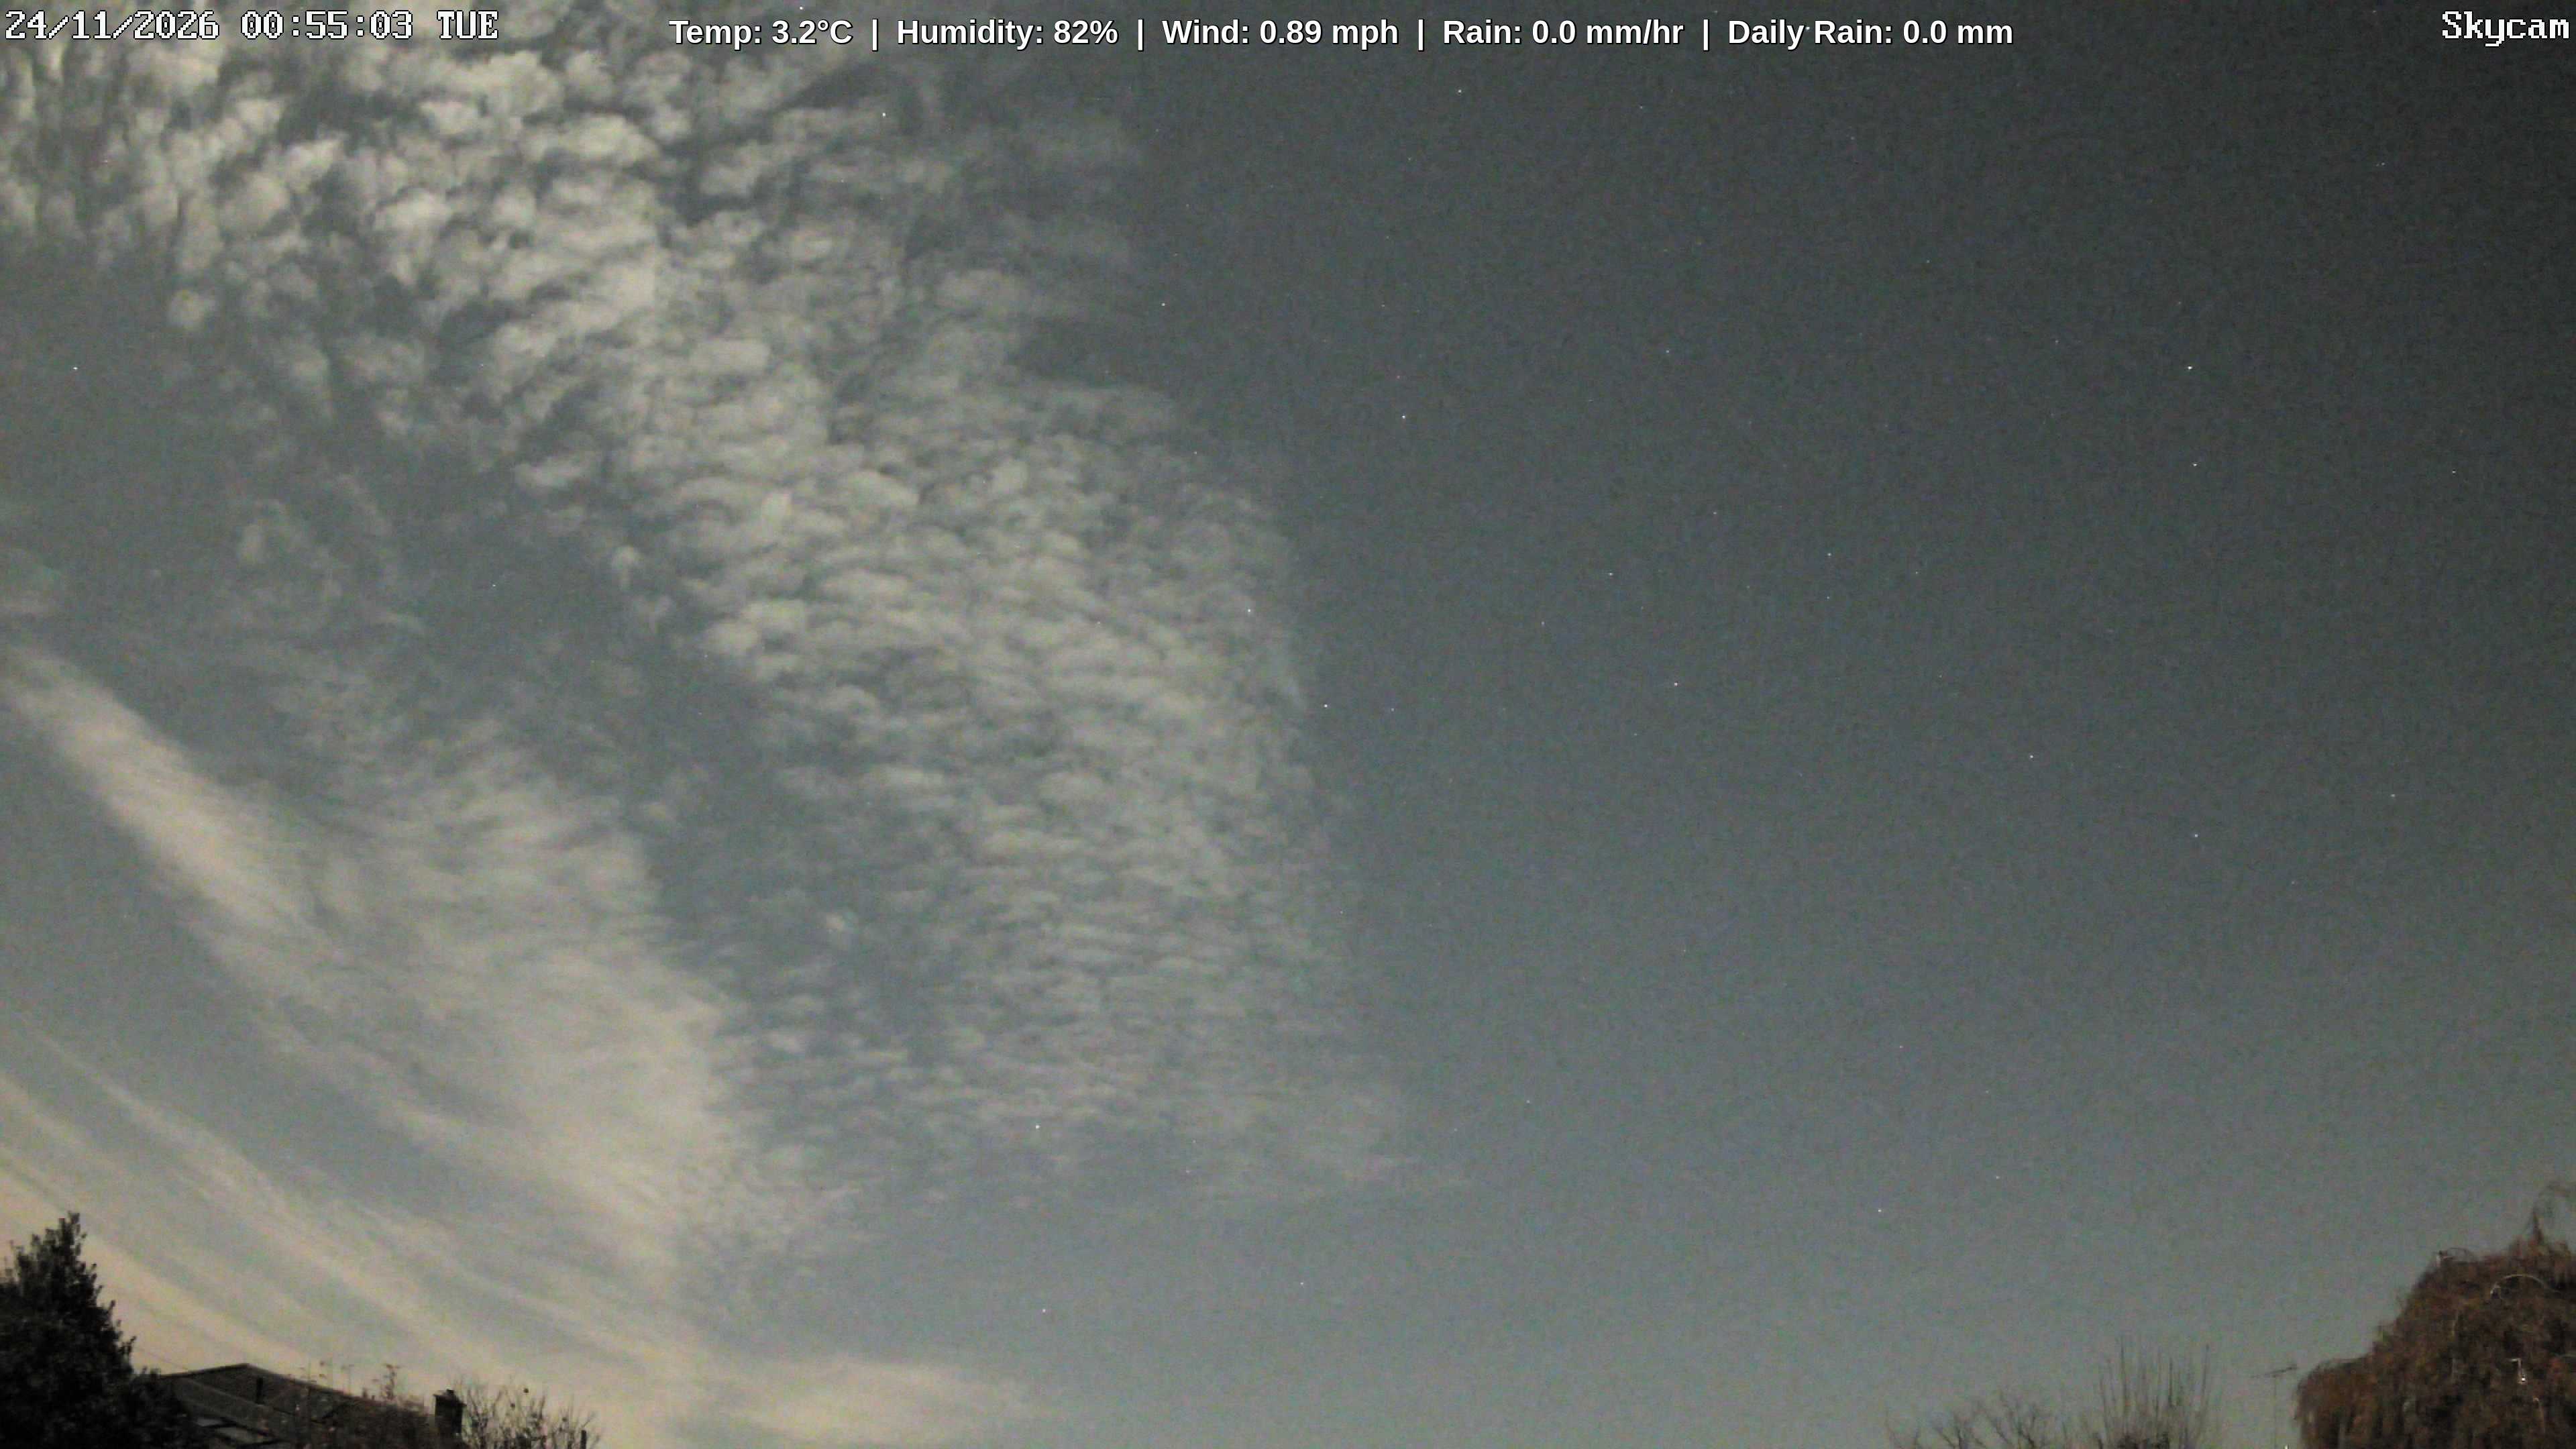 24/11/2026 00:55:03 TUE
Temp: 3.2°C | Humidity: 82% | Wind: 0.89 mph | Rain: 0.0 mm/hr | Daily Rain: 0.0 mm
Skycam